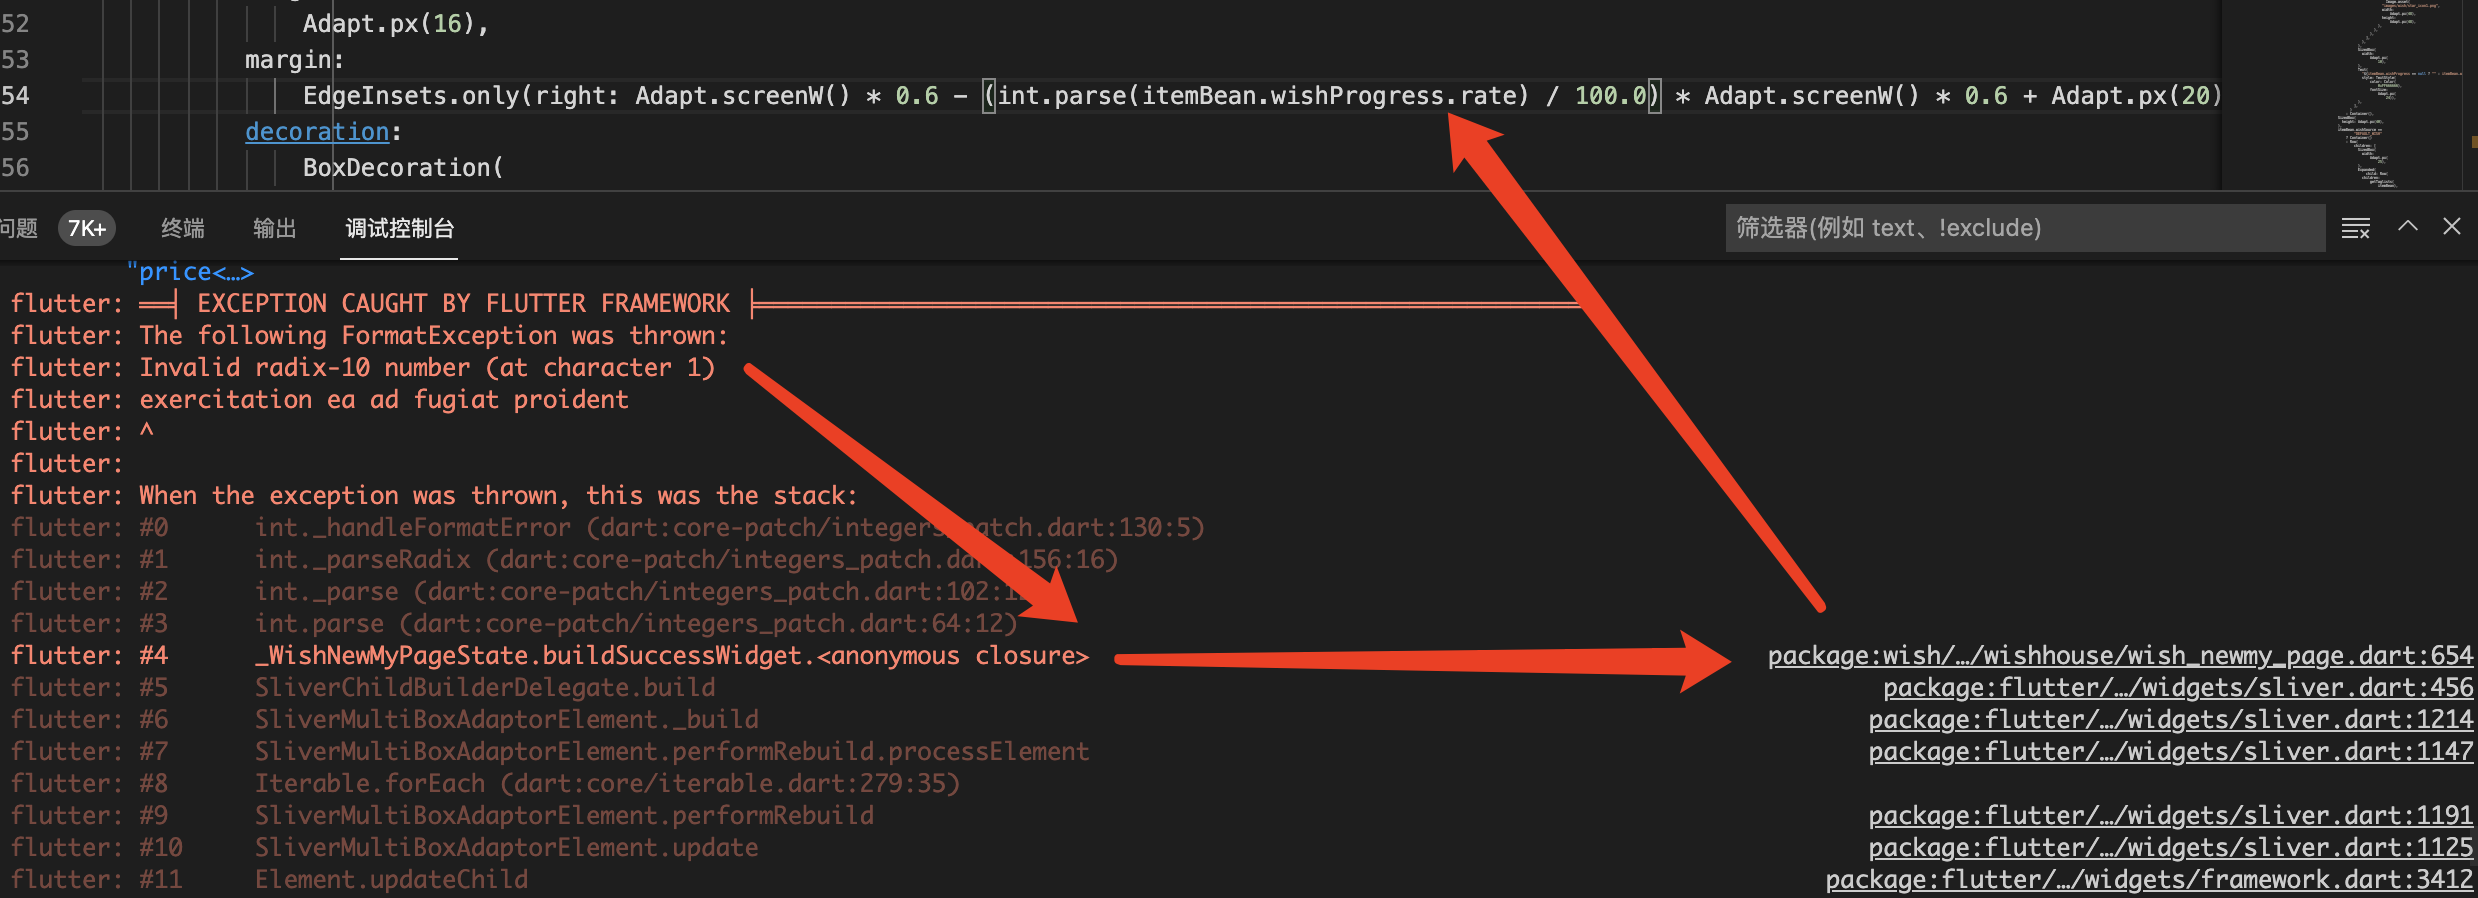 52 Adapt.px(16),
53 margin:
54 EdgeInsets.only(right: Adapt.screenW() * 0.6 - (int.parse(itemBean.wishProgress.rate) / 100.0) * Adapt.screenW() * 0.6 + Adapt.px(20)
55 decoration:
56 BoxDecoration(
问题 7K+ 终端 输出 调试控制台 筛选器(例如 text、!exclude)
"price<…>
flutter: ══╡ EXCEPTION CAUGHT BY FLUTTER FRAMEWORK ╞═════════════════════════════════════════════════════════
flutter: The following FormatException was thrown:
flutter: Invalid radix-10 number (at character 1)
flutter: exercitation ea ad fugiat proident
flutter: ^
flutter:
flutter: When the exception was thrown, this was the stack:
flutter: #0 int._handleFormatError (dart:core-patch/integers_patch.dart:130:5)
flutter: #1 int._parseRadix (dart:core-patch/integers_patch.dart:156:16)
flutter: #2 int._parse (dart:core-patch/integers_patch.dart:102:1
flutter: #3 int.parse (dart:core-patch/integers_patch.dart:64:12)
flutter: #4 _WishNewMyPageState.buildSuccessWidget.<anonymous closure> package:wish/…/wishhouse/wish_newmy_page.dart:654
flutter: #5 SliverChildBuilderDelegate.build package:flutter/…/widgets/sliver.dart:456
flutter: #6 SliverMultiBoxAdaptorElement._build package:flutter/…/widgets/sliver.dart:1214
flutter: #7 SliverMultiBoxAdaptorElement.performRebuild.processElement package:flutter/…/widgets/sliver.dart:1147
flutter: #8 Iterable.forEach (dart:core/iterable.dart:279:35)
flutter: #9 SliverMultiBoxAdaptorElement.performRebuild package:flutter/…/widgets/sliver.dart:1191
flutter: #10 SliverMultiBoxAdaptorElement.update package:flutter/…/widgets/sliver.dart:1125
flutter: #11 Element.updateChild package:flutter/…/widgets/framework.dart:3412